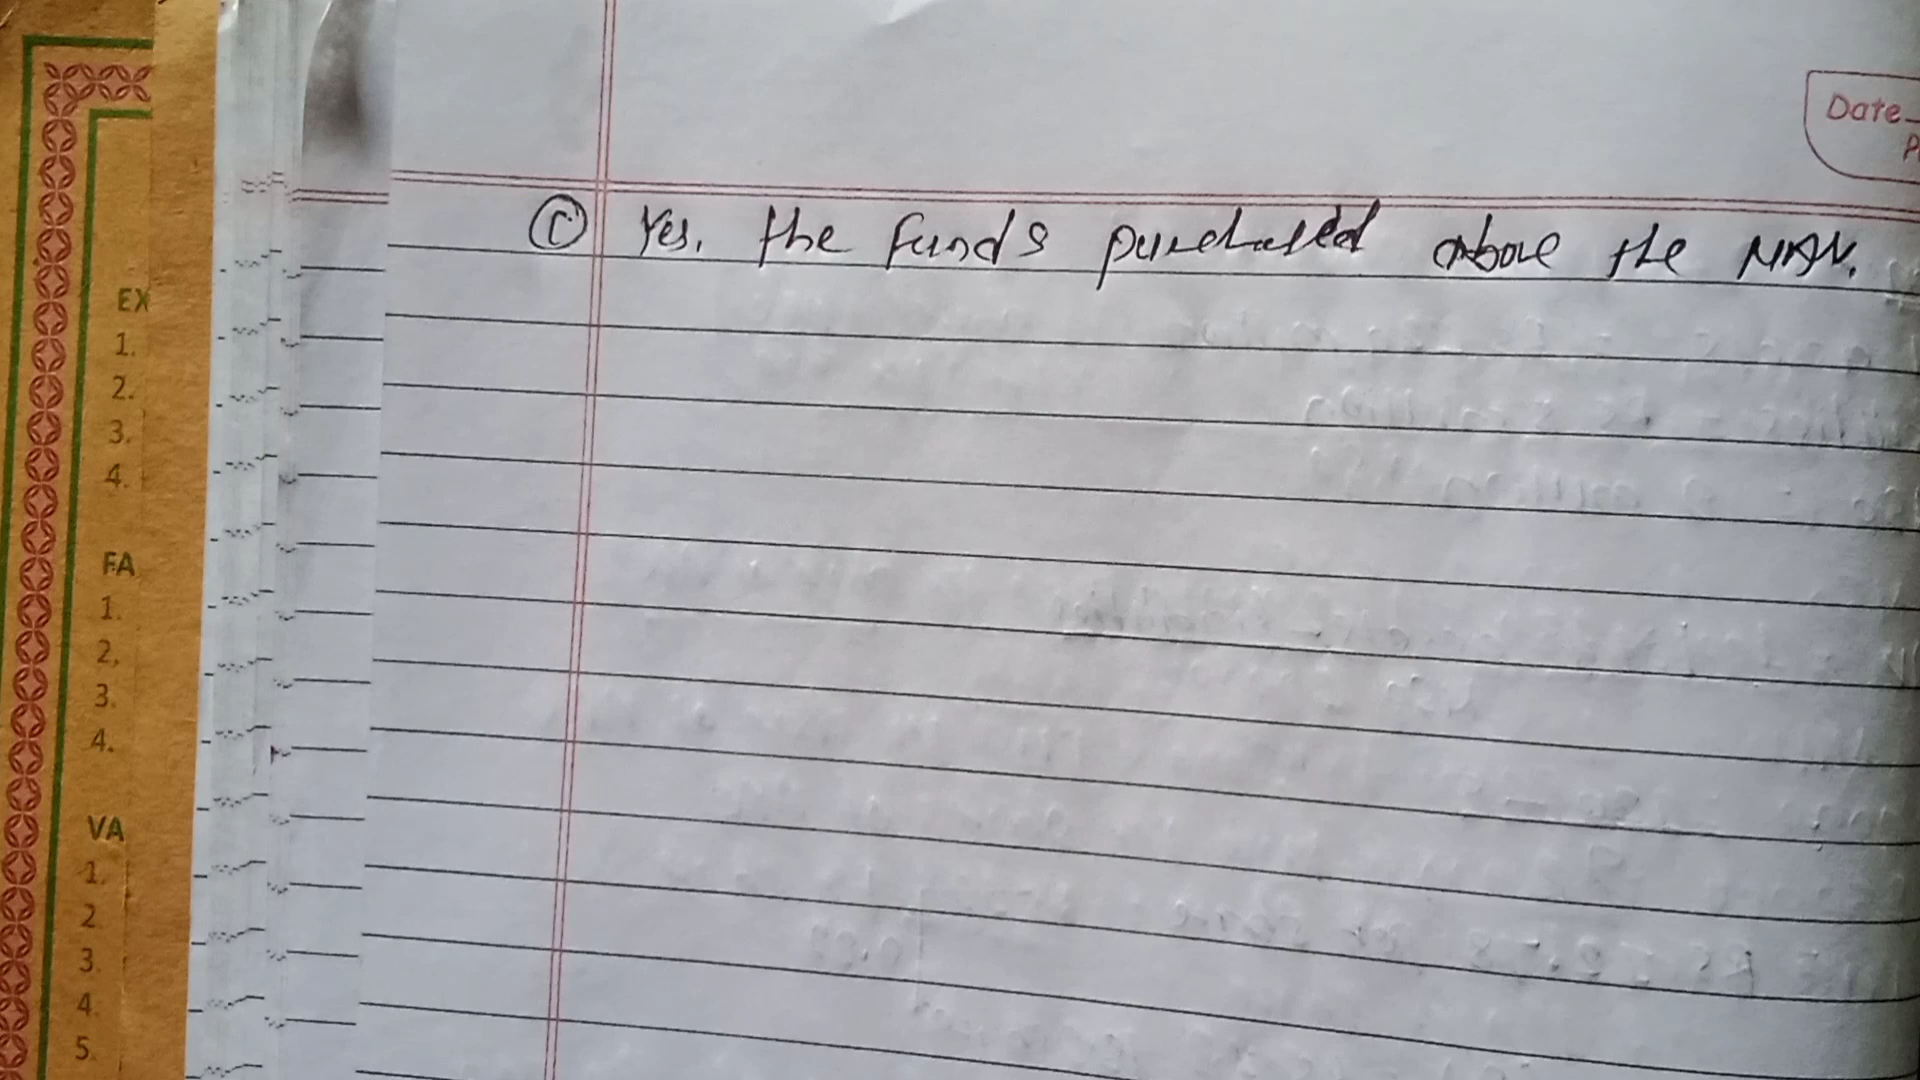 Date
P
Ⓒ Yes, the funds purchased above the NAV.
EX
1.
2.
3.
4.
FA
1.
2,
3.
4.
VA
1.
2
3.
4.
5.